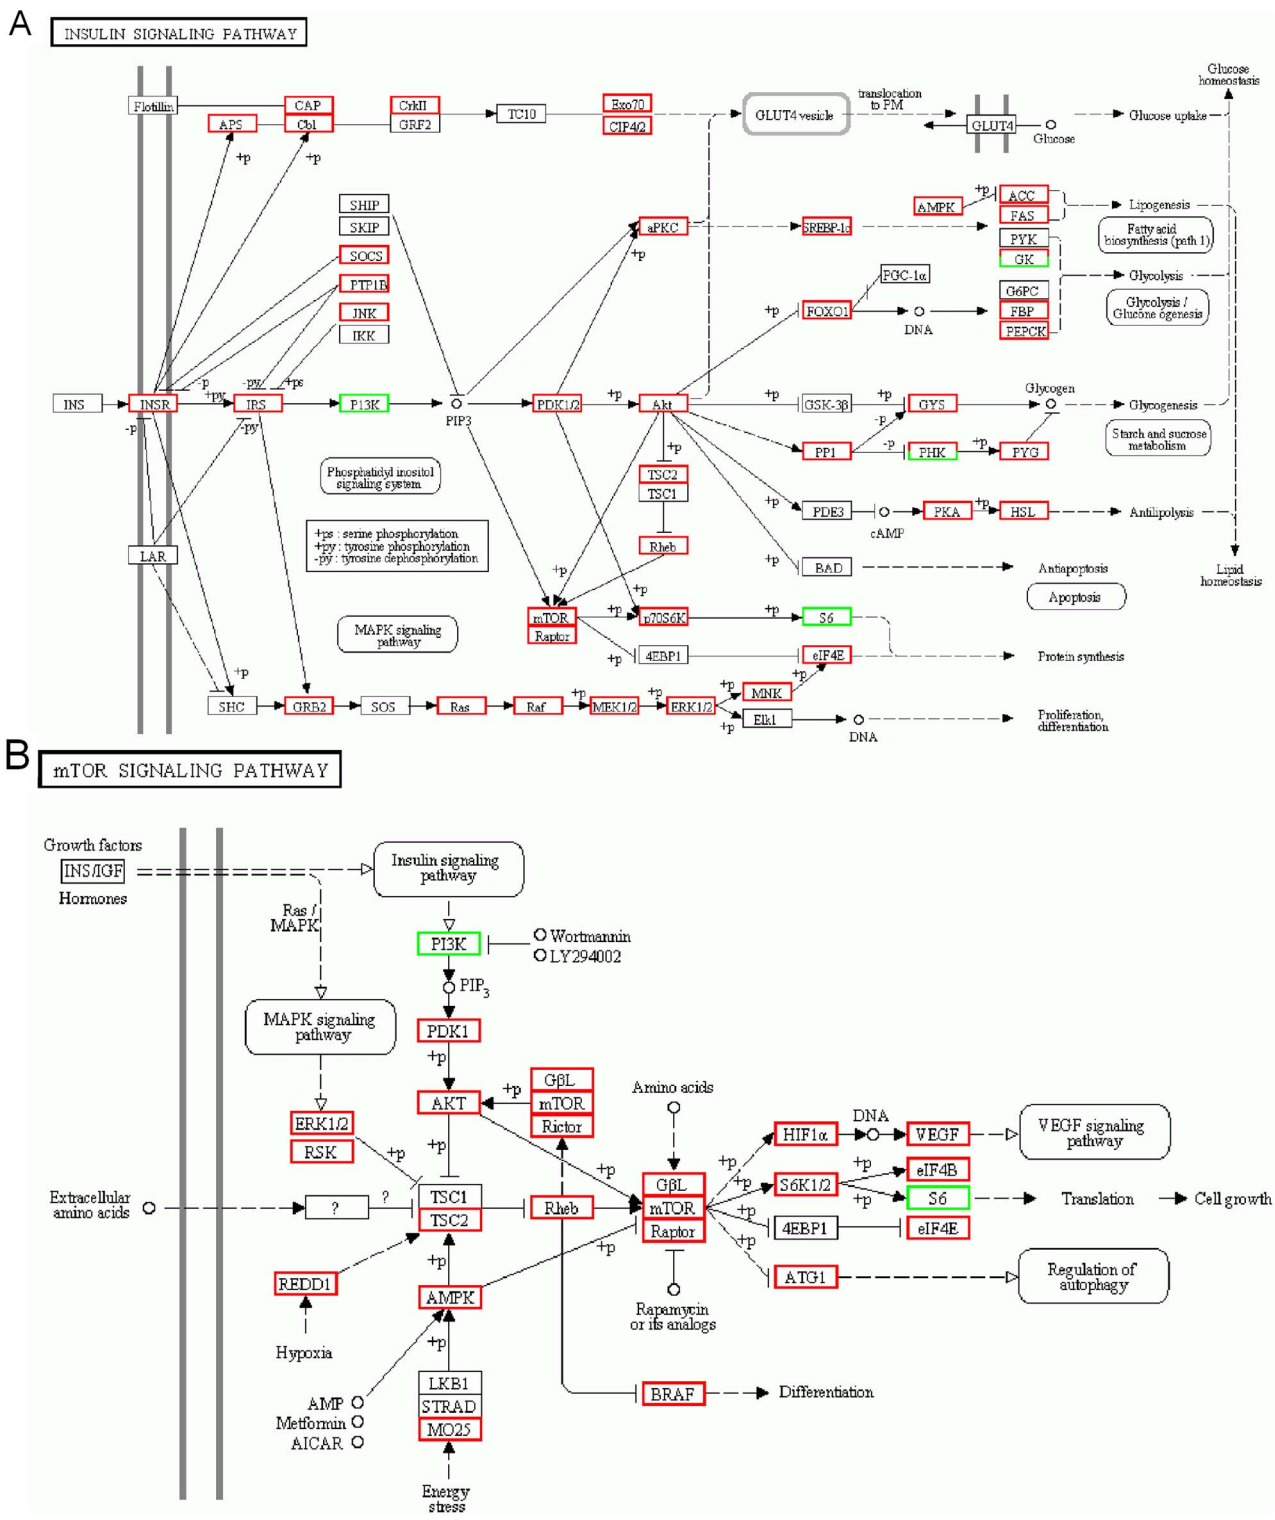 A
INSULIN SIGNALING PATHWAY
Flotillin
CAP
APS
Cbl
CrkII
GRF2
TC10
Exo70
CIP4/2
GLUT4 vesicle
translocation
to PM
GLUT4
Glucose
Glucose uptake
Glucose
homeostasis
+p
+p
SHIP
SKIP
SOCS
PTP1B
JNK
IKK
aPKC
+p
SREBP-1c
AMPK
+p
ACC
FAS
PYK
GK
Lipogenesis
Fatty acid
biosynthesis (path 1)
Glycolysis
Glycolysis /
Glucone ogenesis
PGC-1α
+p
FOXO1
DNA
G6PC
FBP
PEPCK
INS
INSR
-p
+py
-p
-py
+ps
IRS
-py
PI3K
PIP3
PDK1/2
+p
Akt
+p
GSK-3β
+p
GYS
Glycogen
Glycogenesis
Starch and sucrose
metabolism
+p
PP1
-p
-p
PHK
+p
PYG
Phosphatidyl inositol
signaling system
+p
TSC2
TSC1
+p
PDE3
cAMP
+p
PKA
+p
HSL
Antilipolysis
+ps : serine phosphorylation
+py : tyrosine phosphorylation
-py : tyrosine dephosphorylation
LAR
Rheb
+p
+p
BAD
Antiapoptosis
Apoptosis
Lipid
homeostasis
MAPK signaling
pathway
mTOR
Raptor
+p
+p
+p
p70S6K
+p
S6
4EBP1
eIF4E
Protein synthesis
+p
SHC
GRB2
SOS
Ras
Raf
+p
MEK1/2
+p
ERK1/2
+p
MNK
+p
+p
Elk1
DNA
Proliferation,
differentiation
B
mTOR SIGNALING PATHWAY
Growth factors
INS/IGF
Hormones
Insulin signaling
pathway
Ras /
MAPK
PI3K
Wortmannin
LY294002
PIP3
MAPK signaling
pathway
PDK1
+p
AKT
+p
GβL
mTOR
Rictor
Amino acids
ERK1/2
RSK
+p
+p
+p
+p
HIF1α
DNA
VEGF
VEGF signaling
pathway
Extracellular
amino acids
?
?
TSC1
TSC2
Rheb
GβL
mTOR
Raptor
+p
S6K1/2
+p
+p
eIF4B
S6
Translation
Cell growth
+p
4EBP1
eIF4E
+p
+p
+p
REDD1
AMPK
ATG1
Regulation of
autophagy
Rapamycin
or its analogs
Hypoxia
+p
LKB1
STRAD
MO25
AMP
Metformin
AICAR
BRAF
Differentiation
Energy
stress